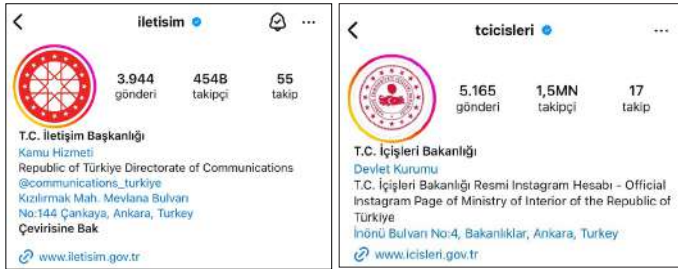 iletisim
3.944 454B 55
gönderi takipçi takip
T.C. İletişim Başkanlığı
Kamu Hizmeti
Republic of Türkiye Directorate of Communications
@communications_turkiye
Kızılırmak Mah. Mevlana Bulvarı
No:144 Çankaya, Ankara, Turkey
Çevirisine Bak
www.iletisim.gov.tr
tcicisleri
5.165 1,5MN 17
gönderi takipçi takip
T.C. İçişleri Bakanlığı
Devlet Kurumu
T.C. İçişleri Bakanlığı Resmi Instagram Hesabı - Official
Instagram Page of Ministry of Interior of the Republic of
Türkiye
İnönü Bulvarı No:4, Bakanlıklar, Ankara, Turkey
www.icisleri.gov.tr